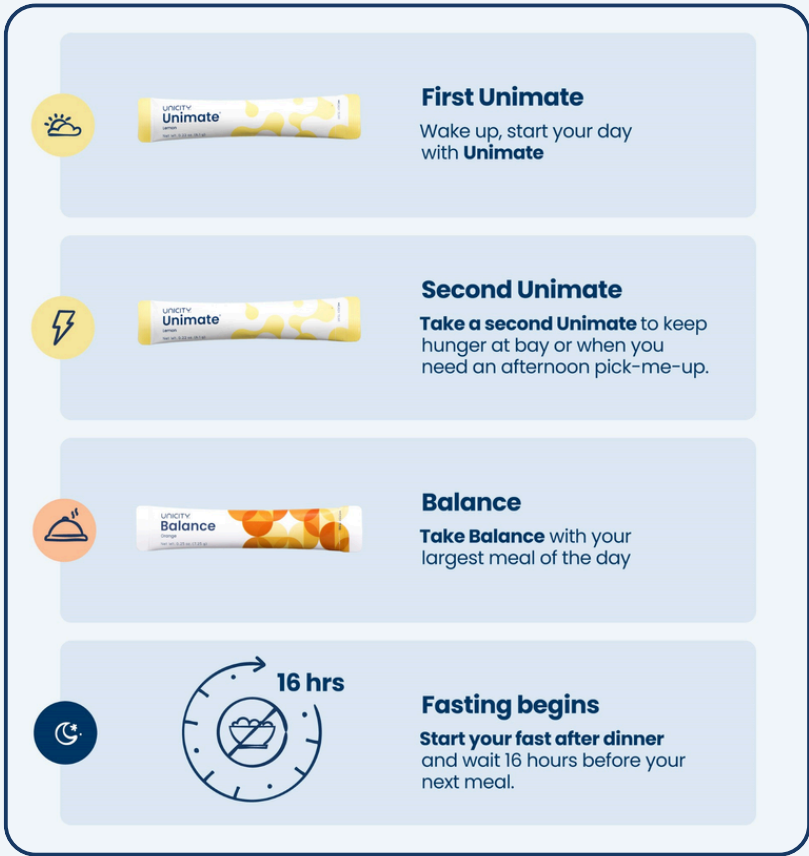 UNICITY
Unimate
Lemon
First Unimate
Wake up, start your day
with Unimate
UNICITY
Unimate
Lemon
Second Unimate
Take a second Unimate to keep
hunger at bay or when you
need an afternoon pick-me-up.
UNICITY
Balance
Orange
Balance
Take Balance with your
largest meal of the day
16 hrs
Fasting begins
Start your fast after dinner
and wait 16 hours before your
next meal.